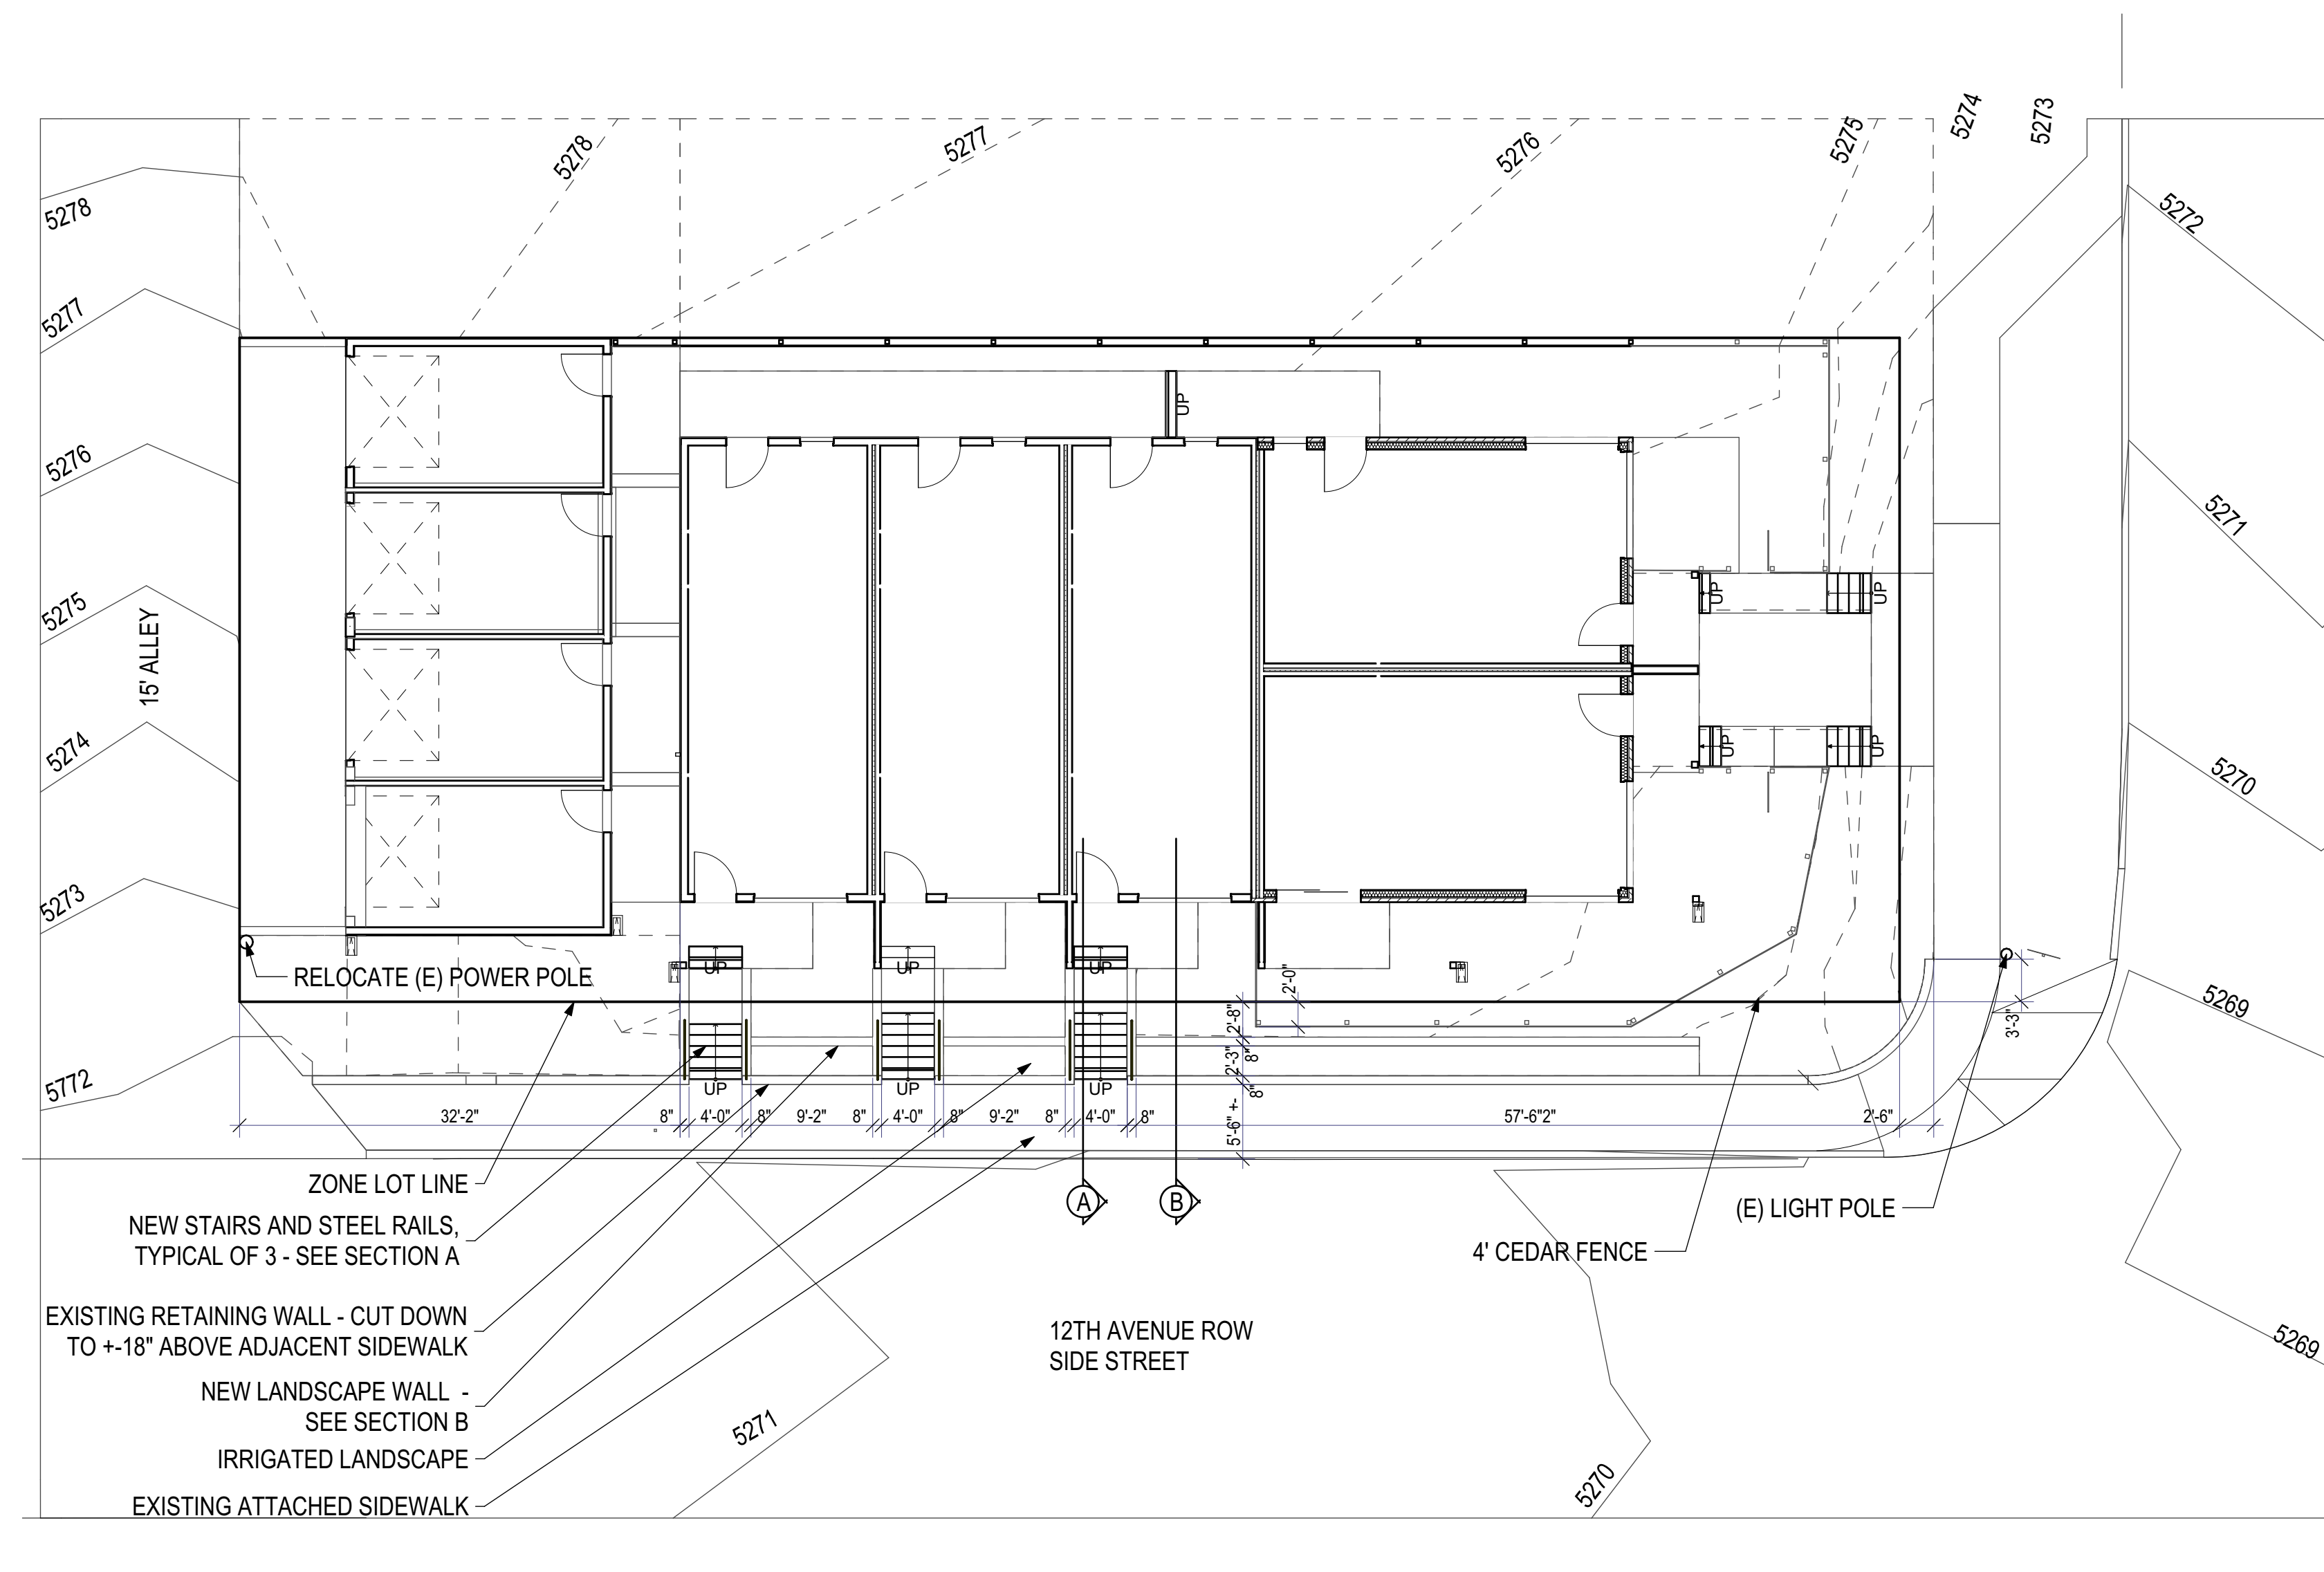 5274
5273
5275
5276
5277
5278
5278
5272
5277
UP
5276
5271
UP
UP
5275
15' ALLEY
5274
UP
UP
5270
5273
RELOCATE (E) POWER POLE
UP
UP
UP
2'-0"
5269
2'-8"
3'-3"
2'-3"
8"
5772
UP
UP
UP
8"
32'-2"
8"
4'-0"
8"
9'-2"
8"
4'-0"
8"
9'-2"
8"
4'-0"
8"
5'-6" +-
57'-6"2"
2'-6"
ZONE LOT LINE
A
B
(E) LIGHT POLE
NEW STAIRS AND STEEL RAILS,
TYPICAL OF 3 - SEE SECTION A
4' CEDAR FENCE
EXISTING RETAINING WALL - CUT DOWN
TO +-18" ABOVE ADJACENT SIDEWALK
12TH AVENUE ROW
SIDE STREET
5269
NEW LANDSCAPE WALL -
SEE SECTION B
5271
IRRIGATED LANDSCAPE
5270
EXISTING ATTACHED SIDEWALK